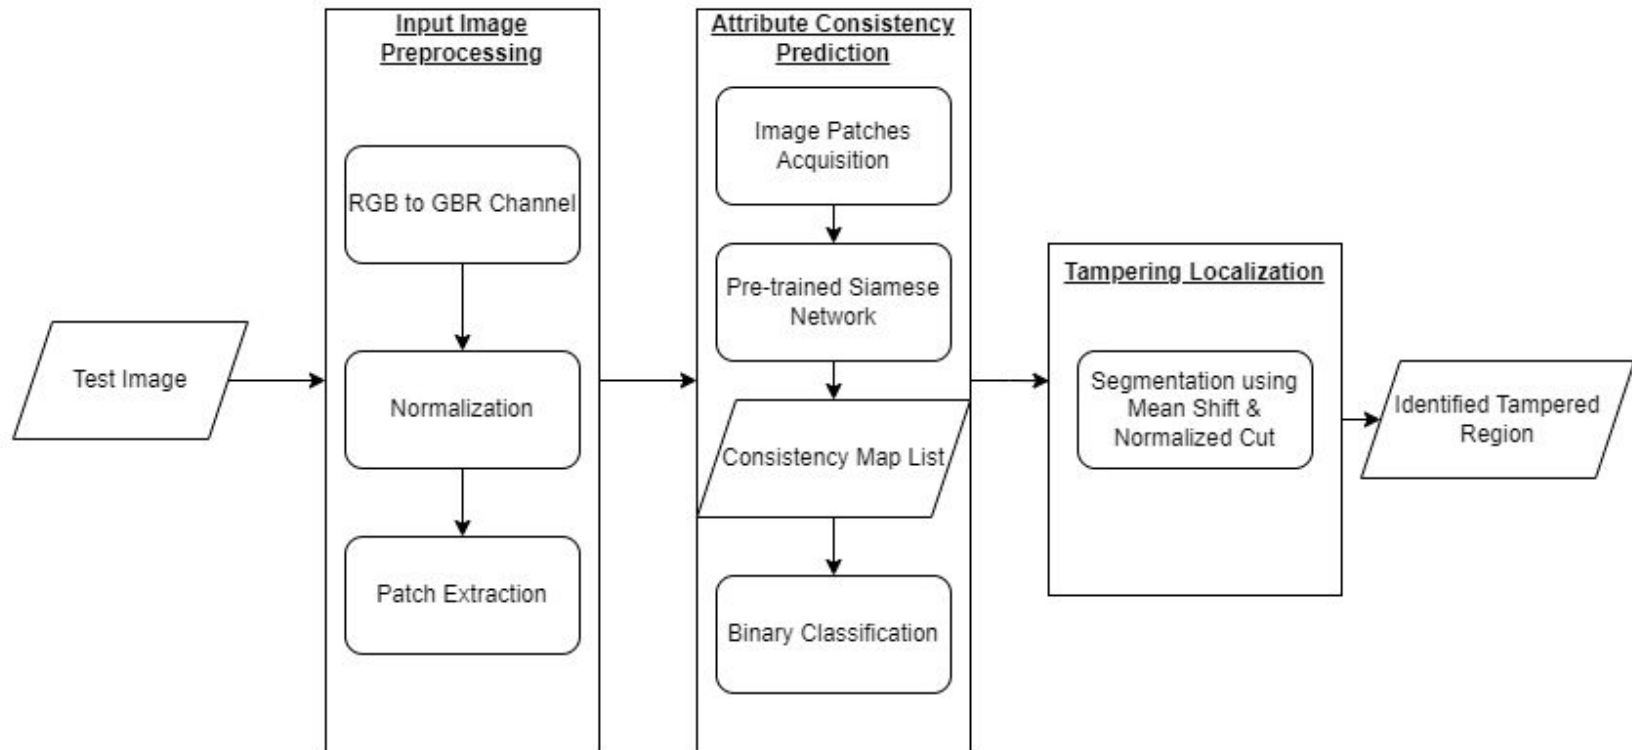 Test Image
Input Image
Preprocessing
RGB to GBR Channel
Normalization
Patch Extraction
Attribute Consistency
Prediction
Image Patches
Acquisition
Pre-trained Siamese
Network
Consistency Map List
Binary Classification
Tampering Localization
Segmentation using
Mean Shift &
Normalized Cut
Identified Tampered
Region